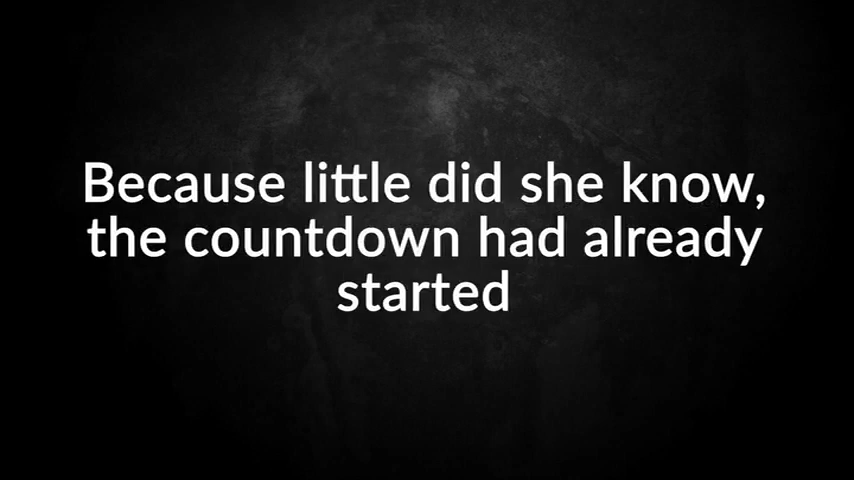 Because little did she know,
the countdown had already
started